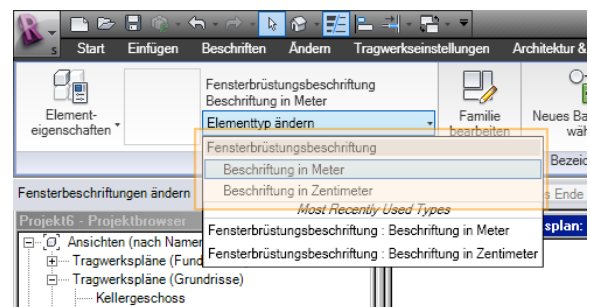 S
Start Einfügen Beschriften Ändern Tragwerkseinstellungen Architektur &
Fensterbrüstungsbeschriftung
Beschriftung in Meter
Elementtyp ändern
Element-
eigenschaften
Familie
bearbeiten
Neues Ba
wäh
Fensterbrüstungsbeschriftung
Beschriftung in Meter
Beschriftung in Zentimeter
Most Recently Used Types
Fensterbrüstungsbeschriftung : Beschriftung in Meter
Fensterbrüstungsbeschriftung : Beschriftung in Zentimeter
Bezeic
Fensterbeschriftungen ändern
s Ende
Projekt6 - Projektbrowser
splan:
Ansichten (nach Namen
Tragwerkspläne (Fund
Tragwerkspläne (Grundrisse)
Kellergeschoss